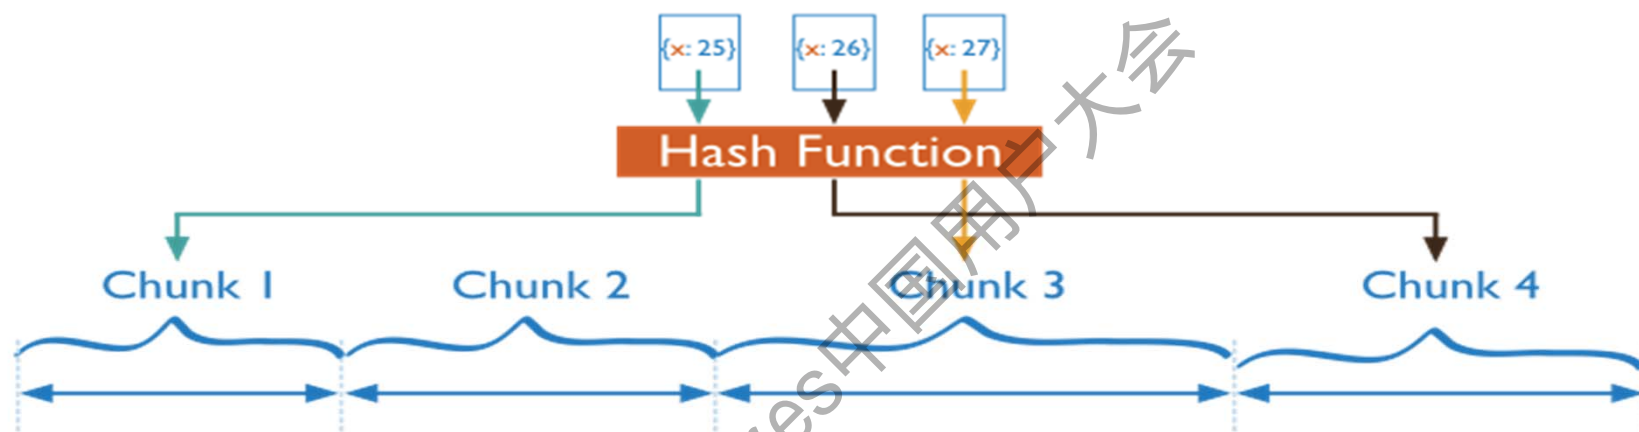 {x: 25} {x: 26} {x: 27}
Hash Function
Chunk 1 Chunk 2 Chunk 3 Chunk 4
es中国用户大会